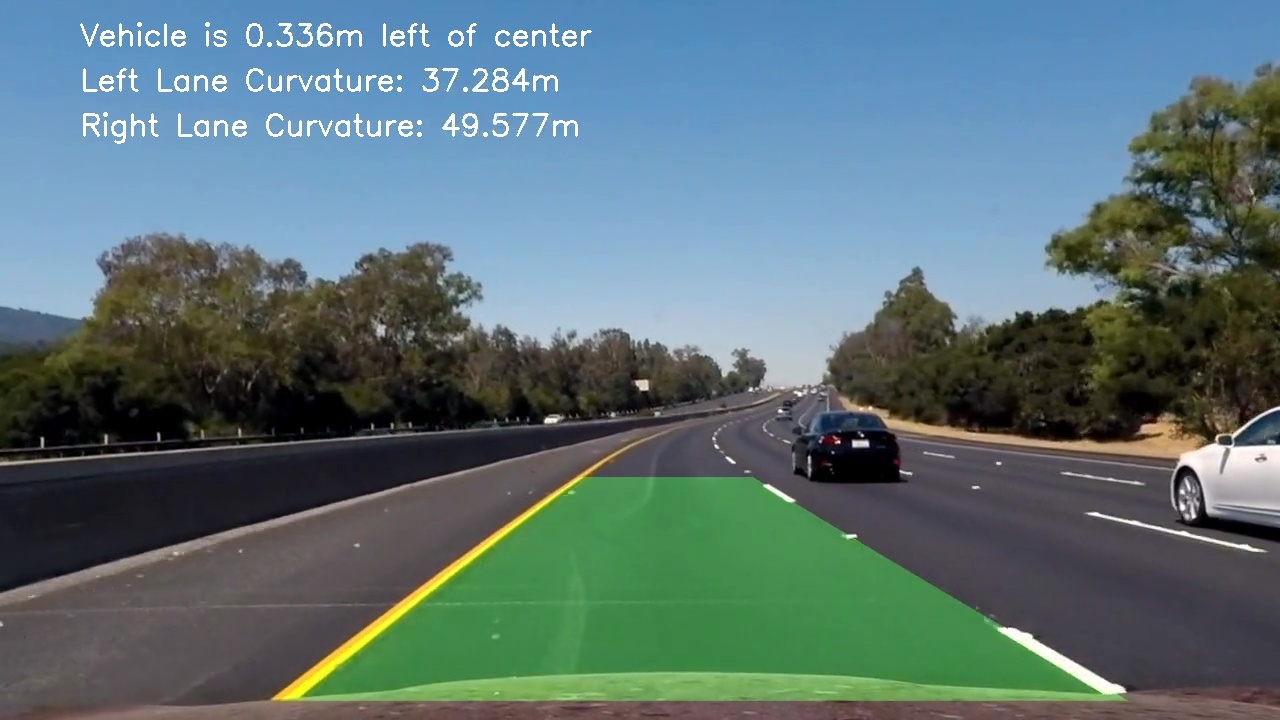 Vehicle is 0.336m left of center
Left Lane Curvature: 37.284m
Right Lane Curvature: 49.577m